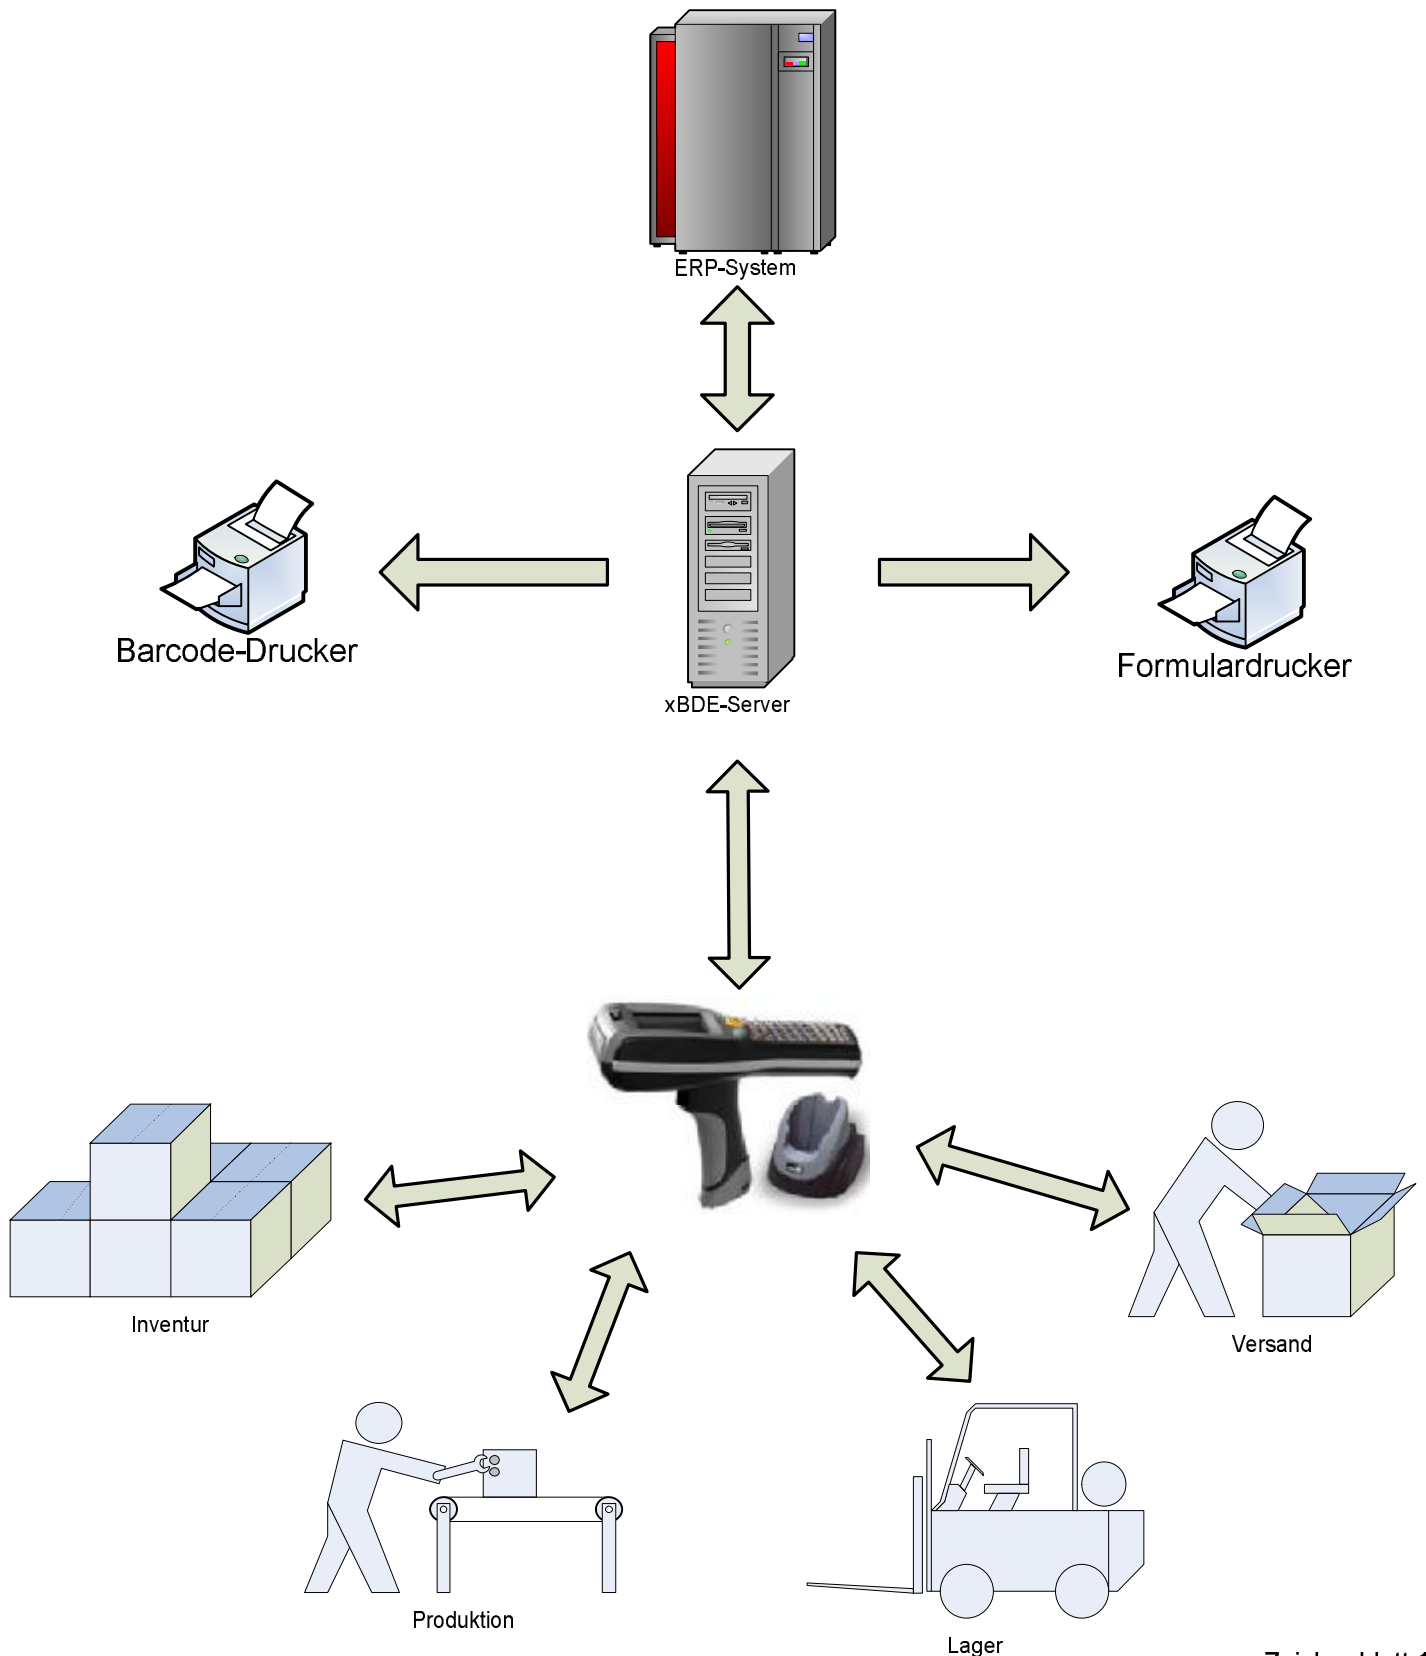 ERP-System
Barcode-Drucker
Formulardrucker
xBDE-Server
Inventur
Versand
Produktion
Lager